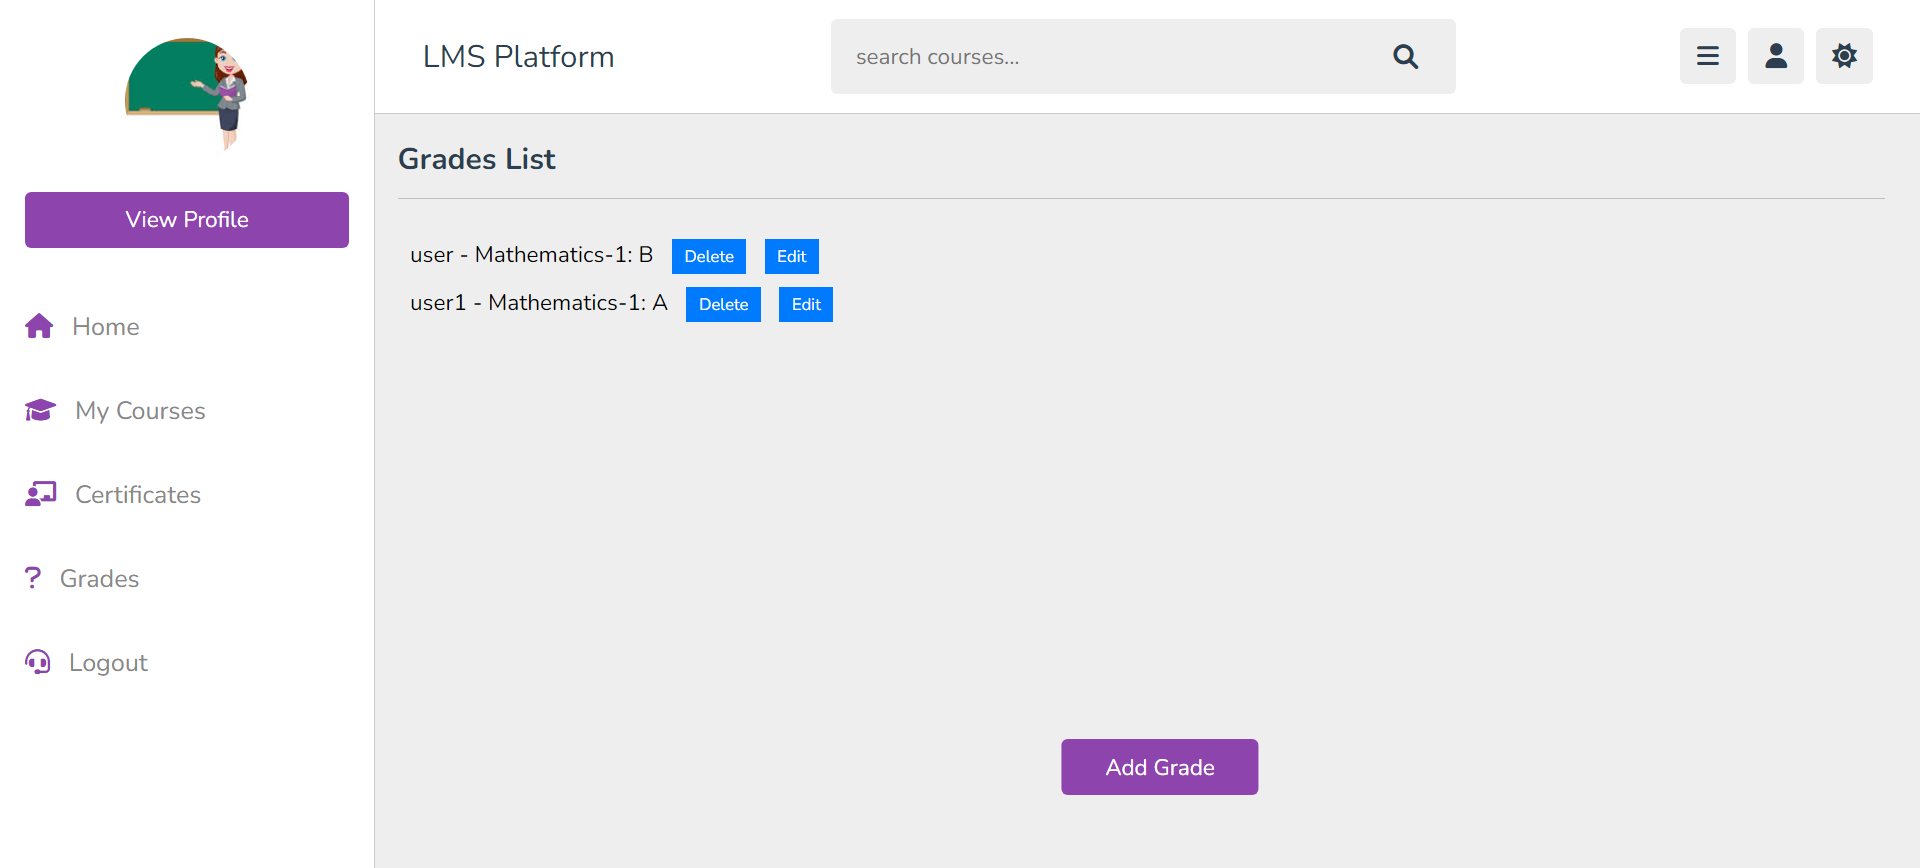 LMS Platform
search courses...
View Profile
Home
My Courses
Certificates
Grades
Logout
Grades List
user - Mathematics-1: B Delete Edit
user1 - Mathematics-1: A Delete Edit
Add Grade